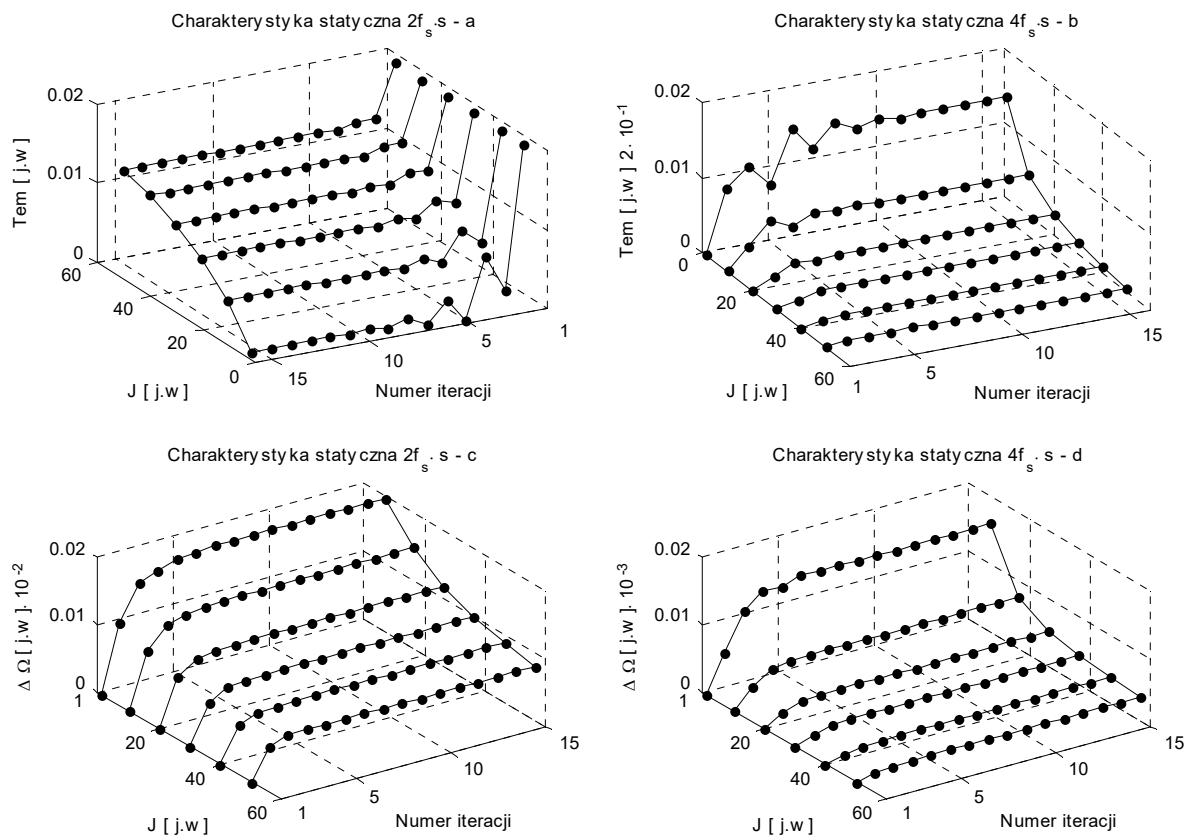 Charakterystyka statyczna 2fs·s - a
0.02
0.01
0
Tem [ j.w ]
60
40
20
0
J [ j.w ]
15
10
5
1
Numer iteracji
Charakterystyka statyczna 4fs·s - b
0.02
0.01
0
Tem [ j.w ] 2· 10-1
0
20
40
60
J [ j.w ]
1
5
10
15
Numer iteracji
Charakterystyka statyczna 2fs· s - c
0.02
0.01
0
Δ Ω [ j.w ]· 10-2
1
20
40
60
J [ j.w ]
1
5
10
15
Numer iteracji
Charakterystyka statyczna 4fs· s - d
0.02
0.01
0
Δ Ω [ j.w ]· 10-3
1
20
40
60
J [ j.w ]
1
5
10
15
Numer iteracji